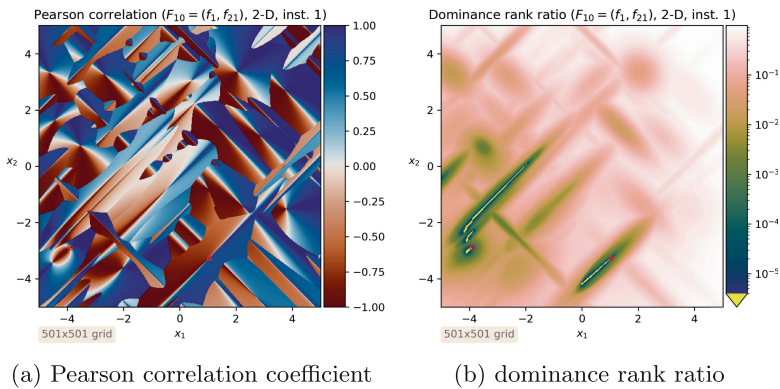 Pearson correlation (F10 = (f1, f21), 2-D, inst. 1)
4
2
0
−2
−4
x2
−4 −2 0 2 4
x1
501x501 grid
1.00
0.75
0.50
0.25
0.00
−0.25
−0.50
−0.75
−1.00
Dominance rank ratio (F10 = (f1, f21), 2-D, inst. 1)
4
2
0
−2
−4
x2
−4 −2 0 2 4
x1
501x501 grid
10−1
10−2
10−3
10−4
10−5
(a) Pearson correlation coefficient
(b) dominance rank ratio